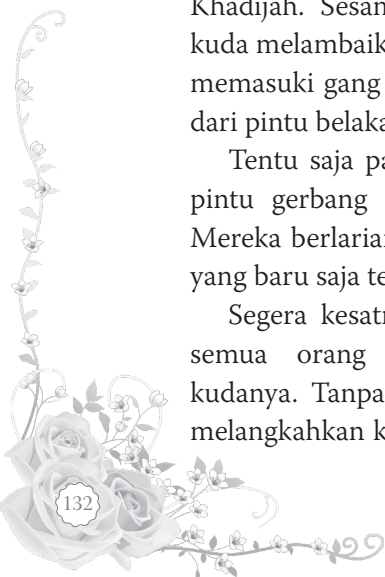 Khadijah. Sesan
kuda melambaik
memasuki gang
dari pintu belaka
Tentu saja pa
pintu gerbang
Mereka berlarian
yang baru saja te
Segera kesatr
semua orang
kudanya. Tanpa
melangkahkan k
132